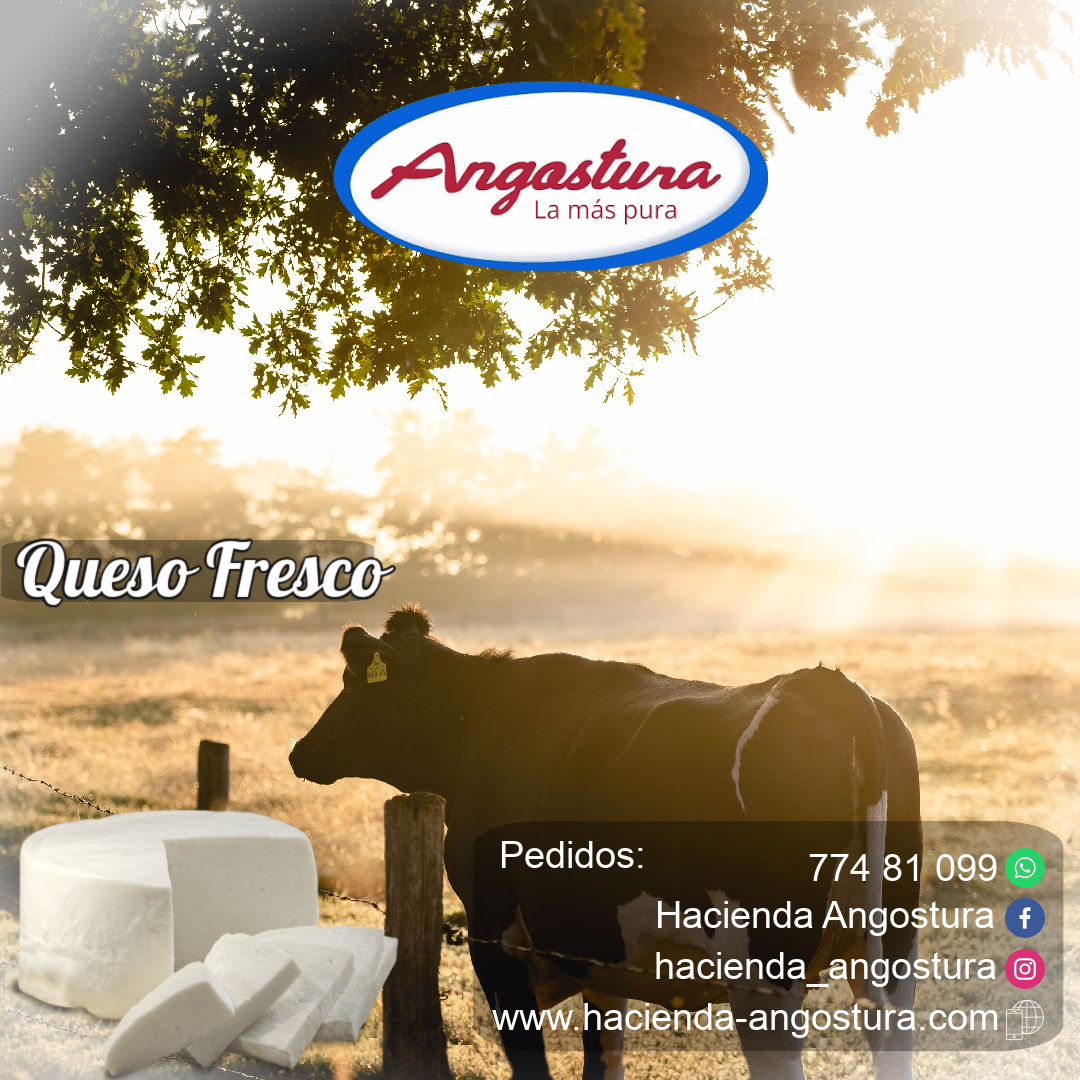 Angostura
La más pura
Queso Fresco
Pedidos:
774 81 099
Hacienda Angostura
hacienda_angostura
www.hacienda-angostura.com